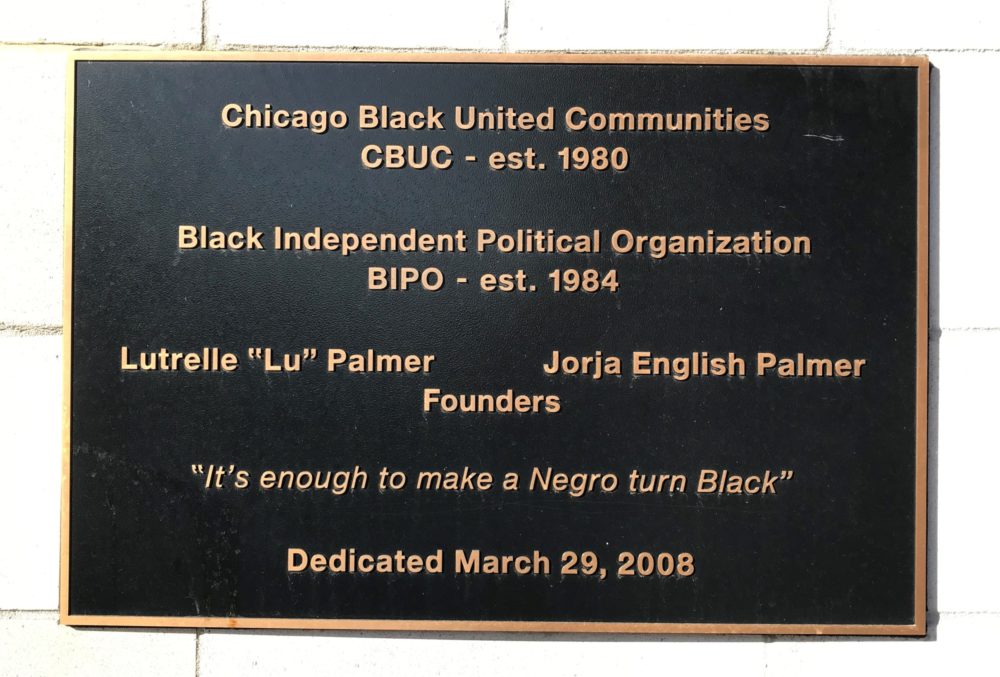 Chicago Black United Communities
CBUC - est. 1980
Black Independent Political Organization
BIPO - est. 1984
Lutrelle “Lu” Palmer Jorja English Palmer
Founders
“It’s enough to make a Negro turn Black”
Dedicated March 29, 2008